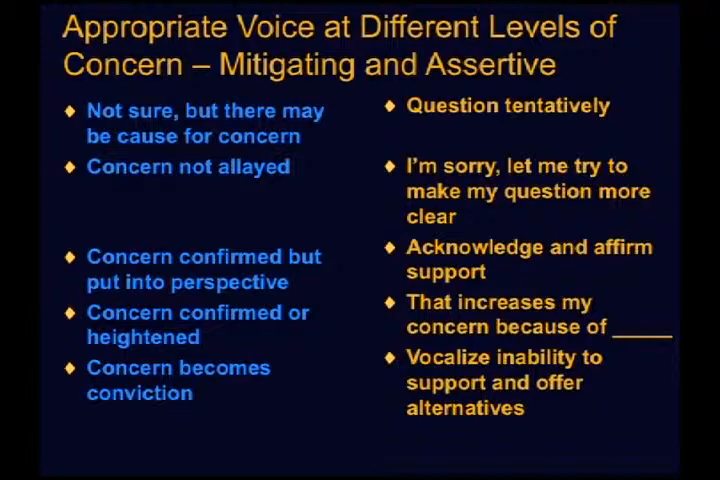 Appropriate Voice at Different Levels of
Concern – Mitigating and Assertive
Not sure, but there may
be cause for concern
Concern not allayed
Concern confirmed but
put into perspective
Concern confirmed or
heightened
Concern becomes
conviction
Question tentatively
I'm sorry, let me try to
make my question more
clear
Acknowledge and affirm
support
That increases my
concern because of _____
Vocalize inability to
support and offer
alternatives